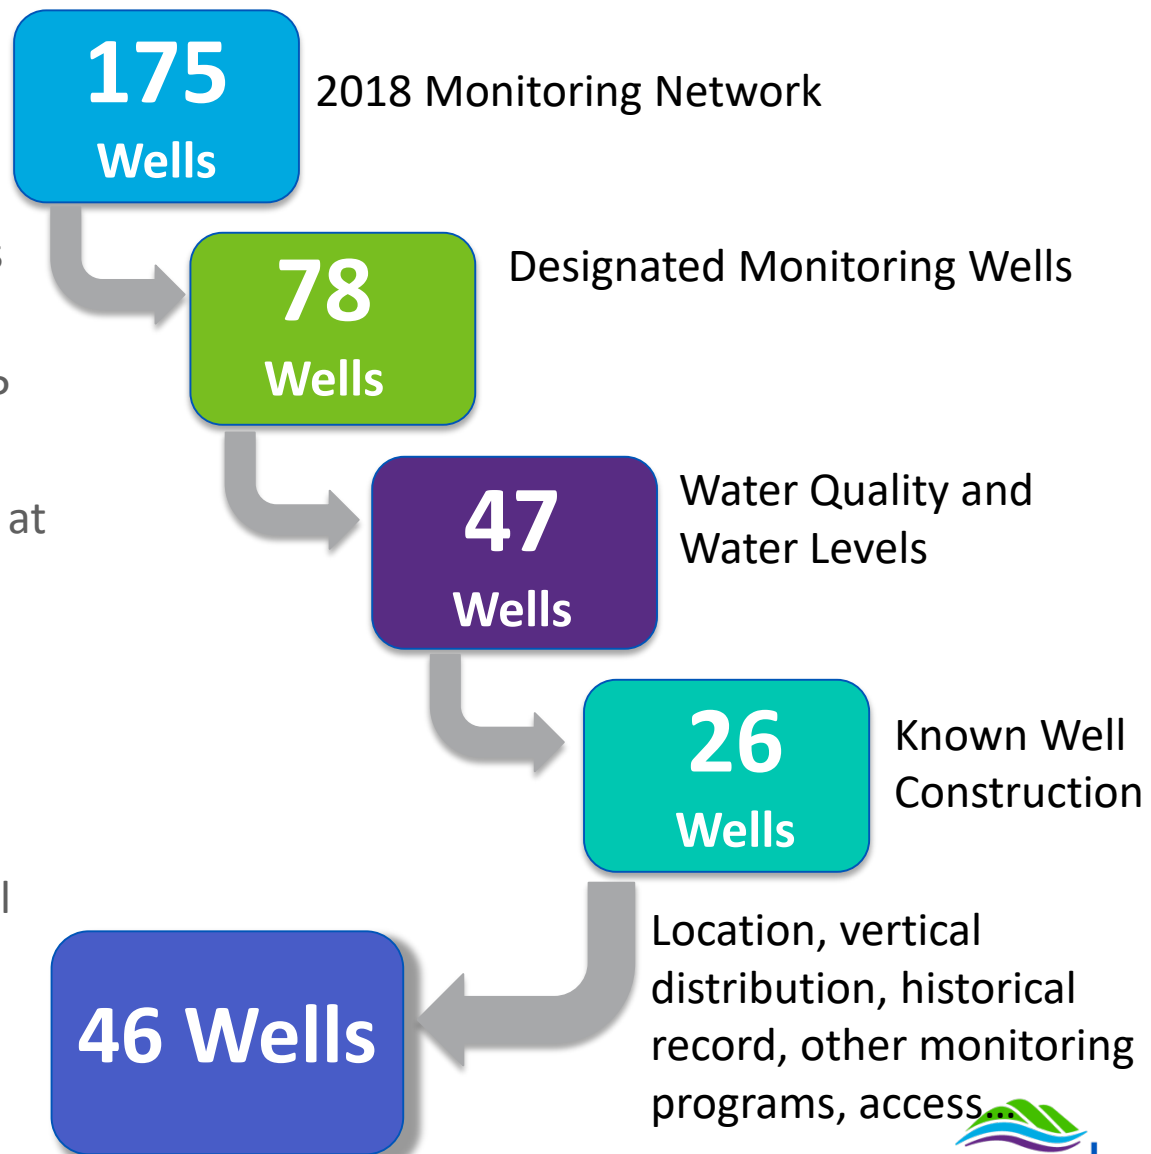 175
Wells
2018 Monitoring Network
78
Wells
Designated Monitoring Wells
at
47
Wells
Water Quality and
Water Levels
26
Wells
Known Well
Construction
46 Wells
Location, vertical
distribution, historical
record, other monitoring
programs, access...